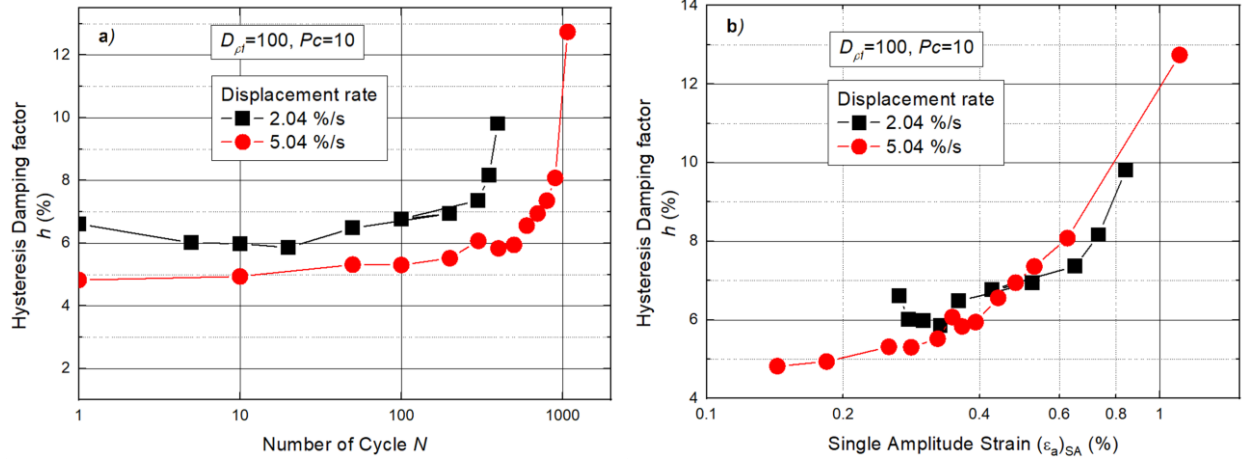 a)
D_ρf=100, Pc=10
Displacement rate
2.04 %/s
5.04 %/s
Hysteresis Damping factor
h (%)
12
10
8
6
4
2
1
10
100
1000
Number of Cycle N
b)
D_ρf=100, Pc=10
Displacement rate
2.04 %/s
5.04 %/s
Hysteresis Damping factor
h (%)
14
12
10
8
6
4
0.1
0.2
0.4
0.6
0.8
1
Single Amplitude Strain (εa)SA (%)